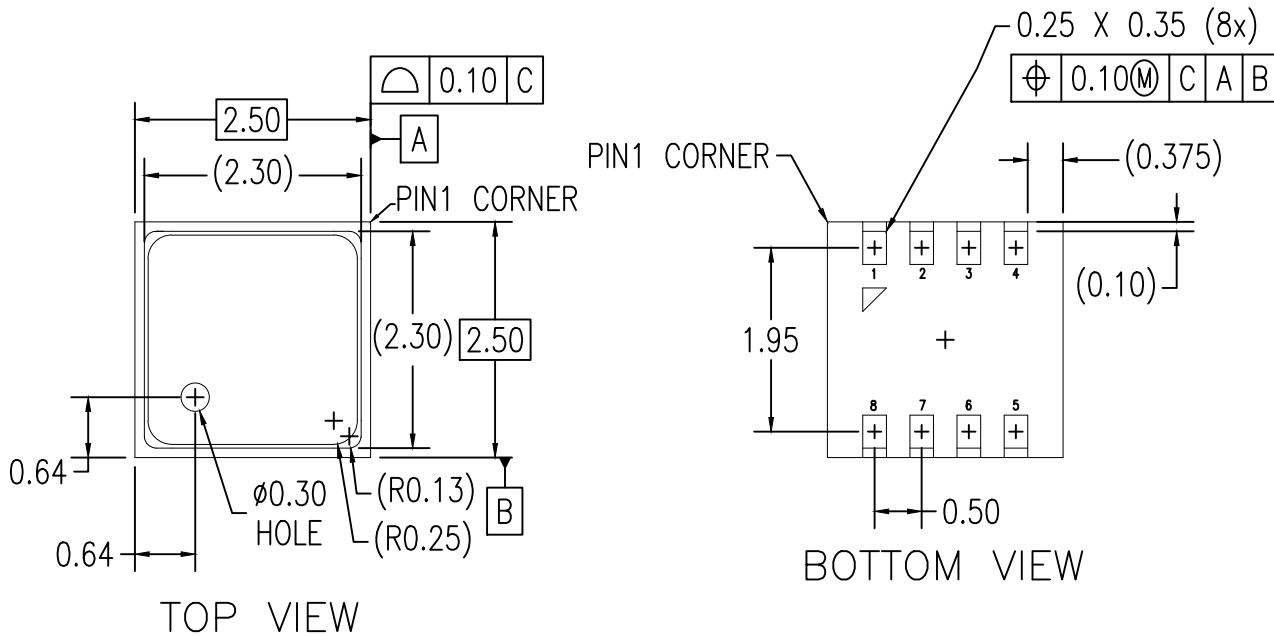 0.10 C
2.50
A
(2.30)
PIN1 CORNER
(2.30) 2.50
0.64
ø0.30
HOLE
(R0.13)
(R0.25)
B
0.64
TOP VIEW
0.25 X 0.35 (8x)
0.10Ⓜ C A B
PIN1 CORNER
(0.375)
1 2 3 4
(0.10)
1.95
8 7 6 5
0.50
BOTTOM VIEW